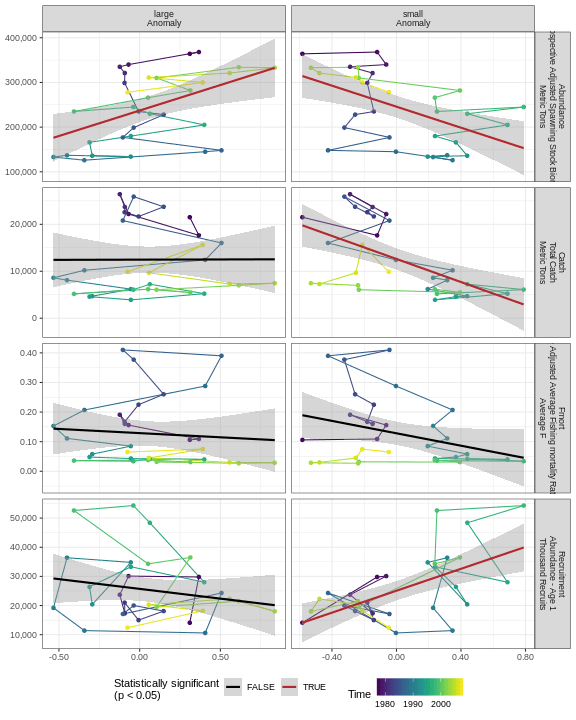 large
Anomaly
small
Anomaly
400,000
300,000
200,000
100,000
Abundance
Adjusted Spawning Stock
Metric Tons
20,000
10,000
0
Catch
Total Catch
Metric Tons
0.40
0.30
0.20
0.10
0.00
Fmort
Adjusted Average Fishing mortality
Average F
50,000
40,000
30,000
20,000
10,000
Recruitment
Abundance - Age 1
Thousand Recruits
-0.50 0.00 0.50 -0.40 0.00 0.40 0.80
Statistically significant
(p < 0.05)
FALSE TRUE
Time
1980 1990 2000